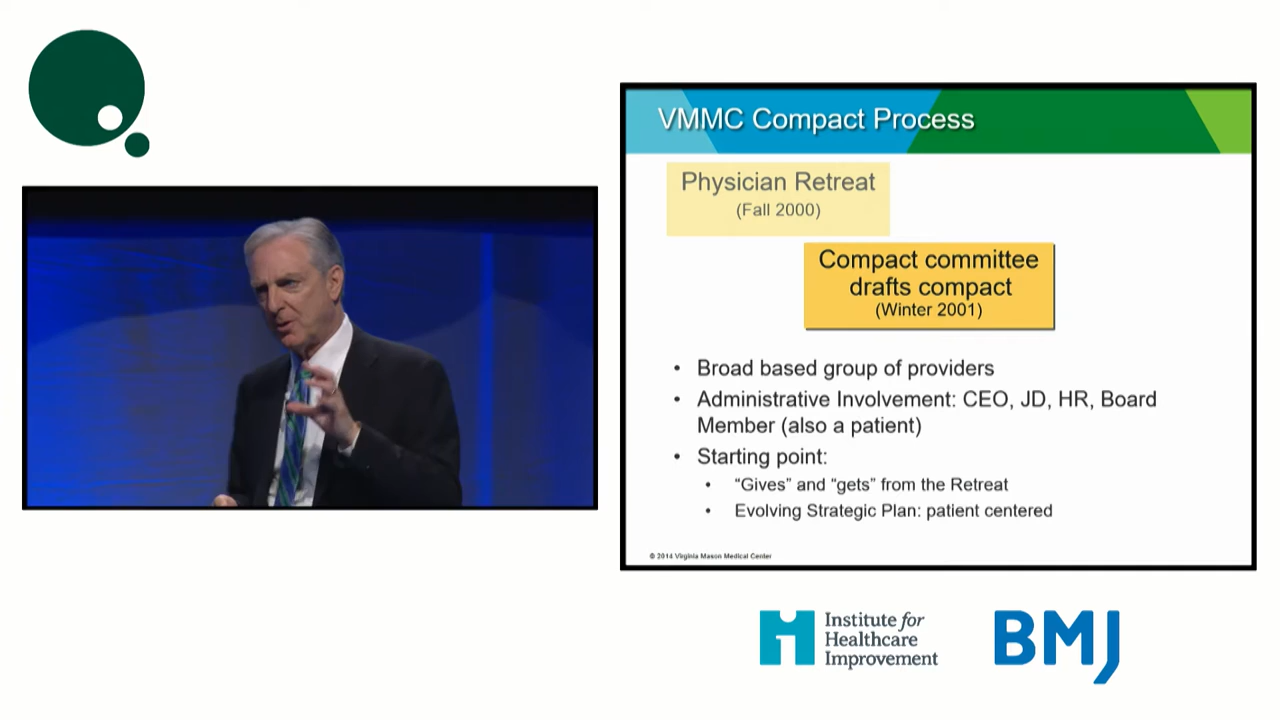 VMMC Compact Process
Physician Retreat
(Fall 2000)
Compact committee
drafts compact
(Winter 2001)
• Broad based group of providers
• Administrative Involvement: CEO, JD, HR, Board
Member (also a patient)
• Starting point:
• “Gives” and “gets” from the Retreat
• Evolving Strategic Plan: patient centered
© 2014 Virginia Mason Medical Center
Institute for
Healthcare
Improvement
BMJ